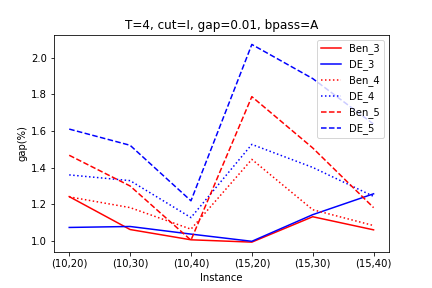 T=4, cut=I, gap=0.01, bpass=A
Ben_3
DE_3
Ben_4
DE_4
Ben_5
DE_5
gap(%)
2.0
1.8
1.6
1.4
1.2
1.0
(10,20) (10,30) (10,40) (15,20) (15,30) (15,40)
Instance